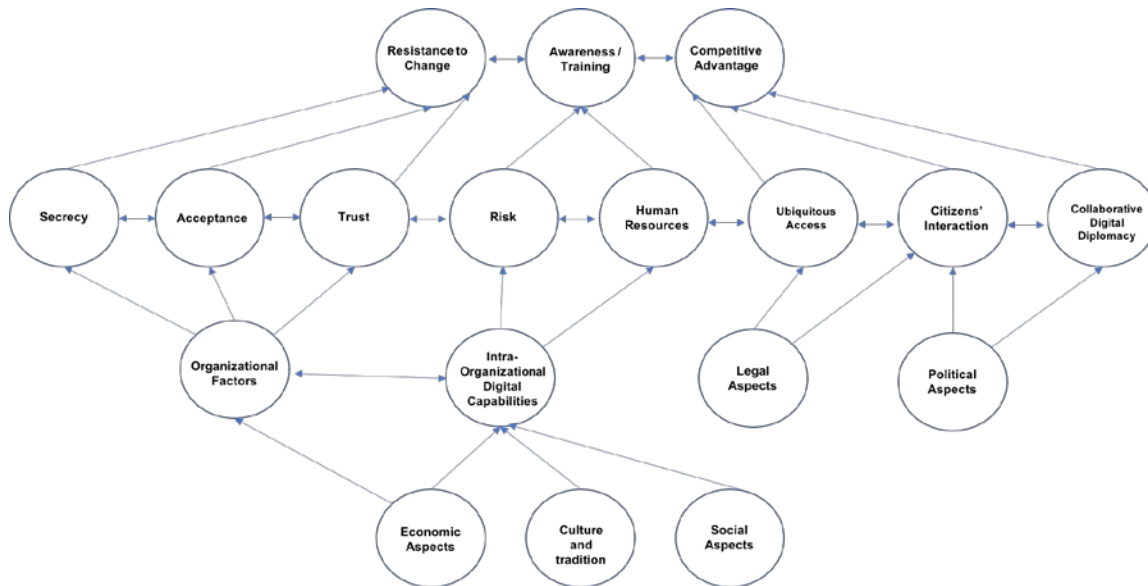 Resistance to
Change
Awareness /
Training
Competitive
Advantage
Secrecy
Acceptance
Trust
Risk
Human
Resources
Ubiquitous
Access
Citizens'
Interaction
Collaborative
Digital
Diplomacy
Organizational
Factors
Intra-
Organizational
Digital
Capabilities
Legal
Aspects
Political
Aspects
Economic
Aspects
Culture
and
tradition
Social
Aspects